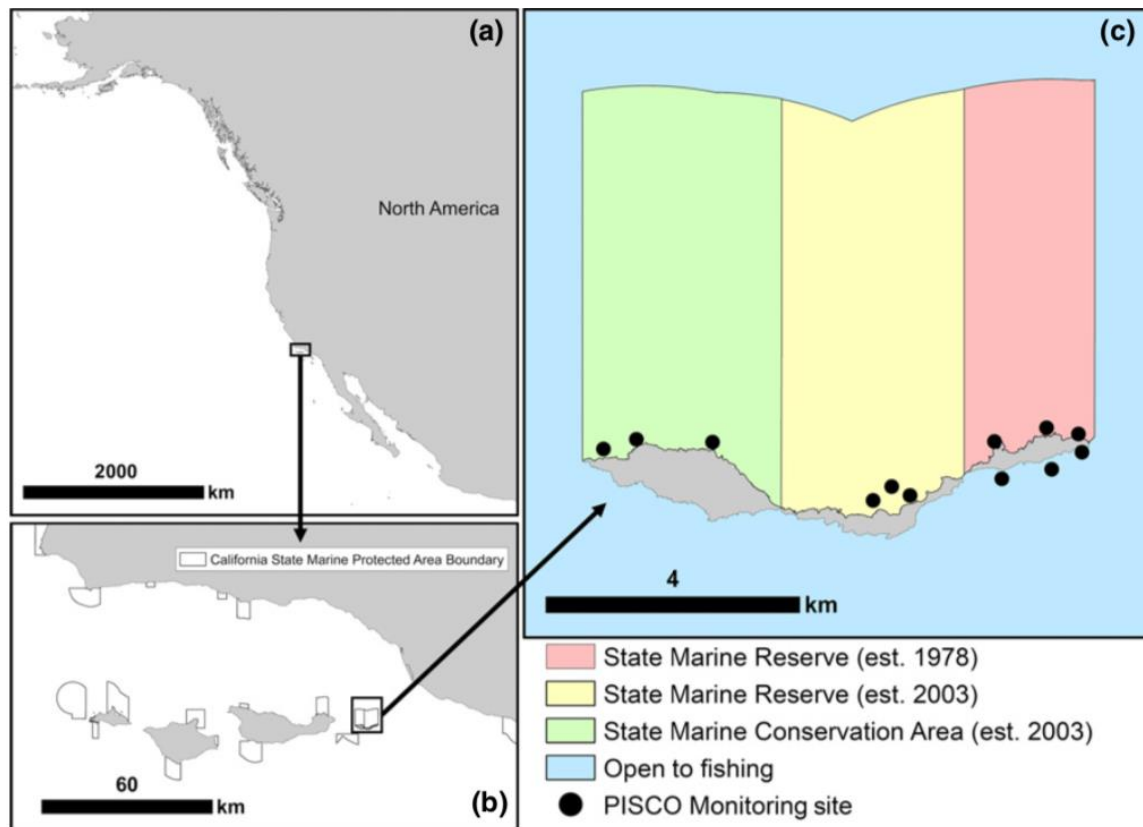 (a)
North America
2000
km
California State Marine Protected Area Boundary
60
km
(b)
(c)
4
km
State Marine Reserve (est. 1978)
State Marine Reserve (est. 2003)
State Marine Conservation Area (est. 2003)
Open to fishing
PISCO Monitoring site